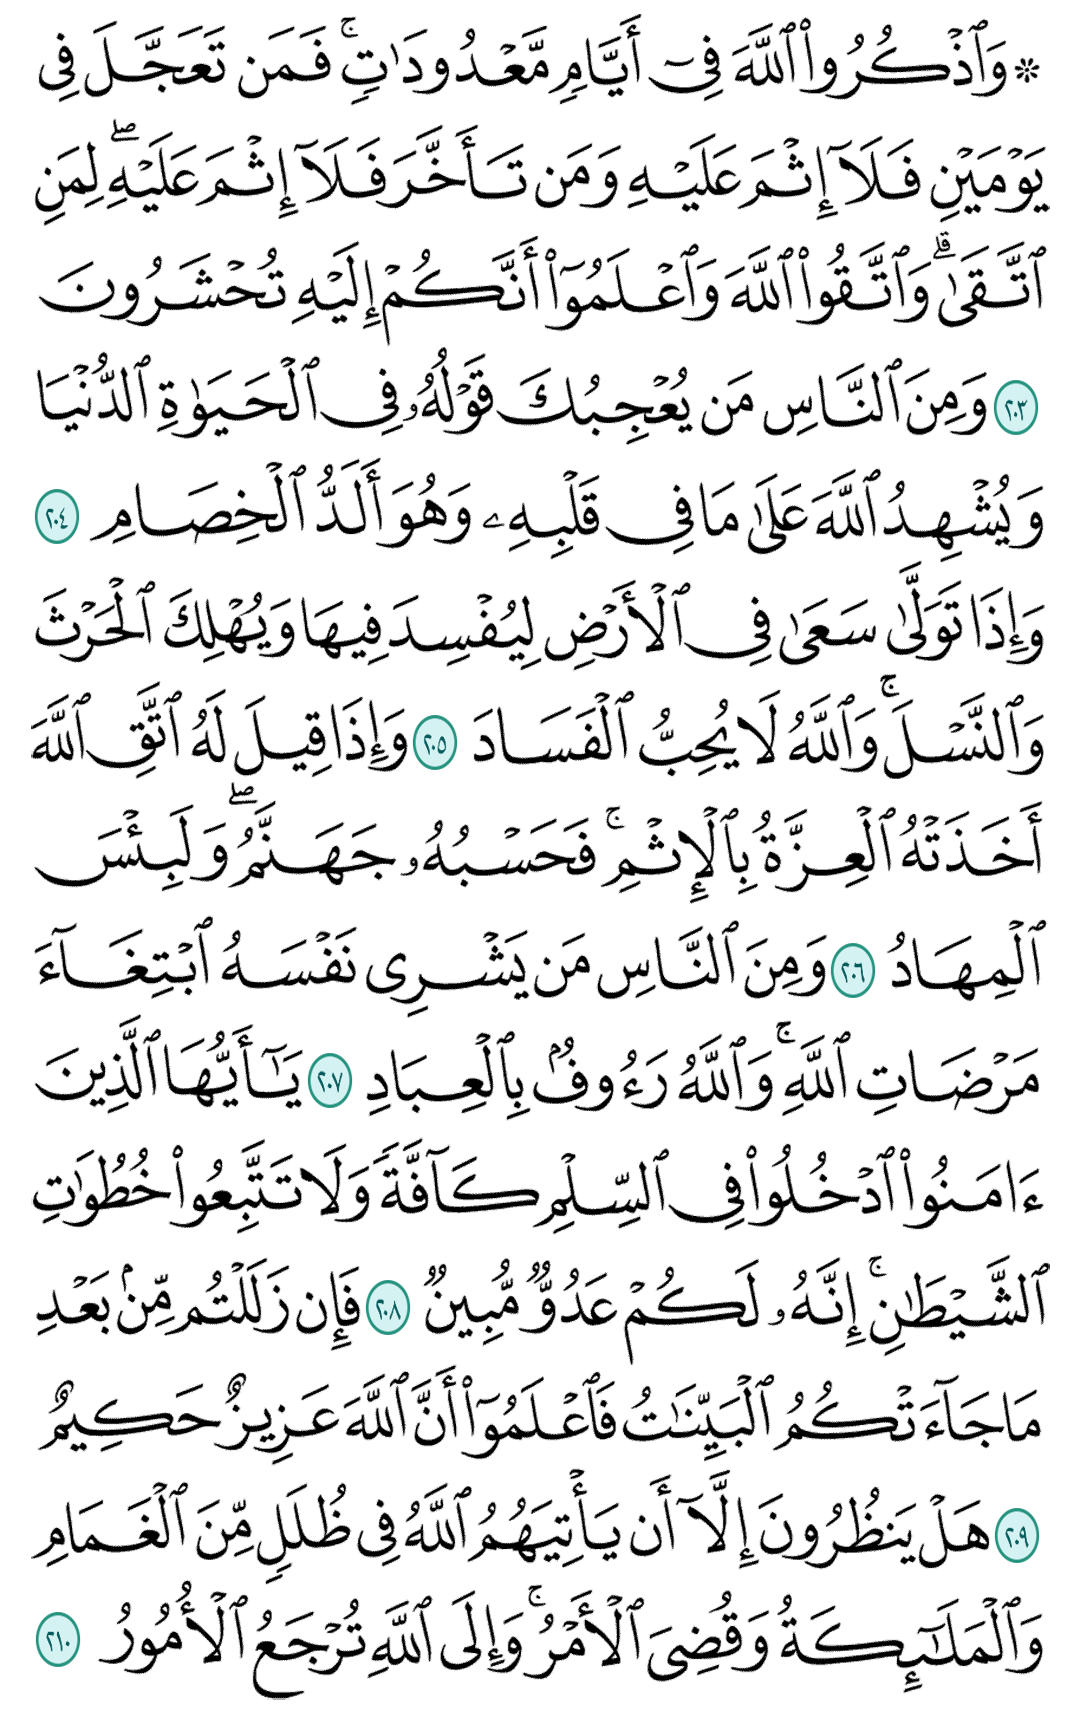 ۞ وَٱذۡكُرُواْ ٱللَّهَ فِيٓ أَيَّامٖ مَّعۡدُودَٰتٖۚ فَمَن تَعَجَّلَ فِي
يَوۡمَيۡنِ فَلَآ إِثۡمَ عَلَيۡهِ وَمَن تَأَخَّرَ فَلَآ إِثۡمَ عَلَيۡهِۖ لِمَنِ
ٱتَّقَىٰۗ وَٱتَّقُواْ ٱللَّهَ وَٱعۡلَمُوٓاْ أَنَّكُمۡ إِلَيۡهِ تُحۡشَرُونَ
٢٠٣ وَمِنَ ٱلنَّاسِ مَن يُعۡجِبُكَ قَوۡلُهُۥ فِي ٱلۡحَيَوٰةِ ٱلدُّنۡيَا
وَيُشۡهِدُ ٱللَّهَ عَلَىٰ مَا فِي قَلۡبِهِۦ وَهُوَ أَلَدُّ ٱلۡخِصَامِ ٢٠٤
وَإِذَا تَوَلَّىٰ سَعَىٰ فِي ٱلۡأَرۡضِ لِيُفۡسِدَ فِيهَا وَيُهۡلِكَ ٱلۡحَرۡثَ
وَٱلنَّسۡلَۚ وَٱللَّهُ لَا يُحِبُّ ٱلۡفَسَادَ ٢٠٥ وَإِذَا قِيلَ لَهُ ٱتَّقِ ٱللَّهَ
أَخَذَتۡهُ ٱلۡعِزَّةُ بِٱلۡإِثۡمِۚ فَحَسۡبُهُۥ جَهَنَّمُۖ وَلَبِئۡسَ
ٱلۡمِهَادُ ٢٠٦ وَمِنَ ٱلنَّاسِ مَن يَشۡرِي نَفۡسَهُ ٱبۡتِغَآءَ
مَرۡضَاتِ ٱللَّهِۚ وَٱللَّهُ رَءُوفُۢ بِٱلۡعِبَادِ ٢٠٧ يَٰٓأَيُّهَا ٱلَّذِينَ
ءَامَنُواْ ٱدۡخُلُواْ فِي ٱلسِّلۡمِ كَآفَّةٗ وَلَا تَتَّبِعُواْ خُطُوَٰتِ
ٱلشَّيۡطَٰنِۚ إِنَّهُۥ لَكُمۡ عَدُوّٞ مُّبِينٞ ٢٠٨ فَإِن زَلَلۡتُم مِّنۢ بَعۡدِ
مَا جَآءَتۡكُمُ ٱلۡبَيِّنَٰتُ فَٱعۡلَمُوٓاْ أَنَّ ٱللَّهَ عَزِيزٌ حَكِيمٌ
٢٠٩ هَلۡ يَنظُرُونَ إِلَّآ أَن يَأۡتِيَهُمُ ٱللَّهُ فِي ظُلَلٖ مِّنَ ٱلۡغَمَامِ
وَٱلۡمَلَٰٓئِكَةُ وَقُضِيَ ٱلۡأَمۡرُۚ وَإِلَى ٱللَّهِ تُرۡجَعُ ٱلۡأُمُورُ ٢١٠